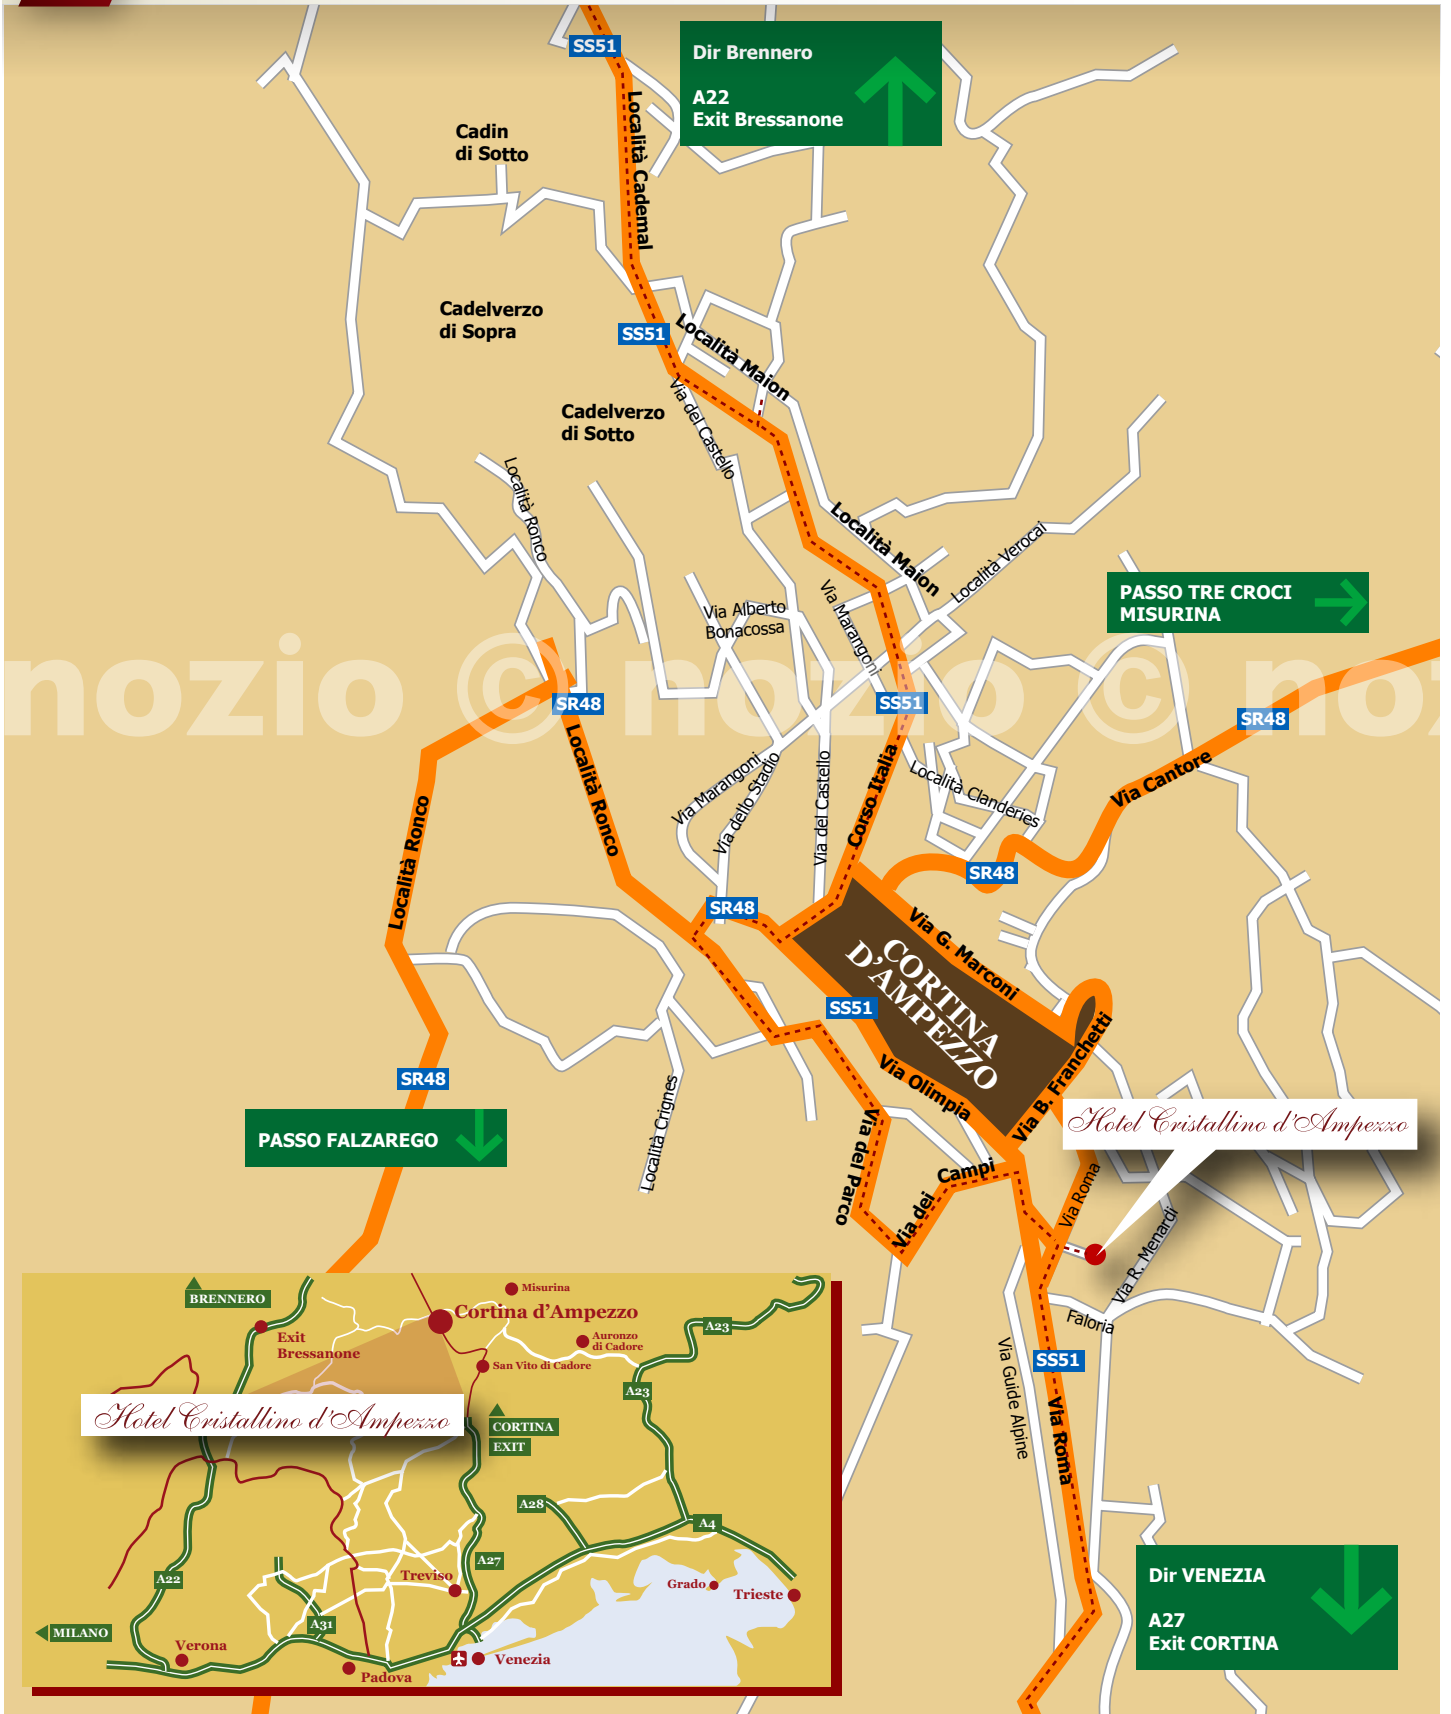 SS51
Dir Brennero
A22
Exit Bressanone
Località Cademal
Cadin
di Sotto
Cadelverzo
di Sopra
SS51
Località Maion
Via del Castello
Cadelverzo
di Sotto
Località Ronco
Località Maion
Località Verocai
Via Marangoni
Via Alberto
Bonacossa
PASSO TRE CROCI
MISURINA
nozio © nozio © noz
SR48
SS51
SR48
Località Ronco
Località Ronco
Via Marangoni
Via dello Stadio
Via del Castello
Corso Italia
Località Clanderies
Via Cantore
SR48
SR48
Via G. Marconi
CORTINA
D'AMPEZZO
SS51
Via Olimpia
Via B. Franchetti
SR48
PASSO FALZAREGO
Località Crignes
Via del Parco
Via dei
Campi
Hotel Cristallino d'Ampezzo
Via Roma
Via R. Menardi
Faloria
Via Guide Alpine
SS51
Via Roma
Dir VENEZIA
A27
Exit CORTINA
BRENNERO
Misurina
Cortina d'Ampezzo
Exit
Bressanone
Auronzo
di Cadore
San Vito di Cadore
A23
A23
Hotel Cristallino d'Ampezzo
CORTINA
EXIT
A28
A4
A27
A22
Treviso
Grado
Trieste
A31
MILANO
Verona
Padova
Venezia